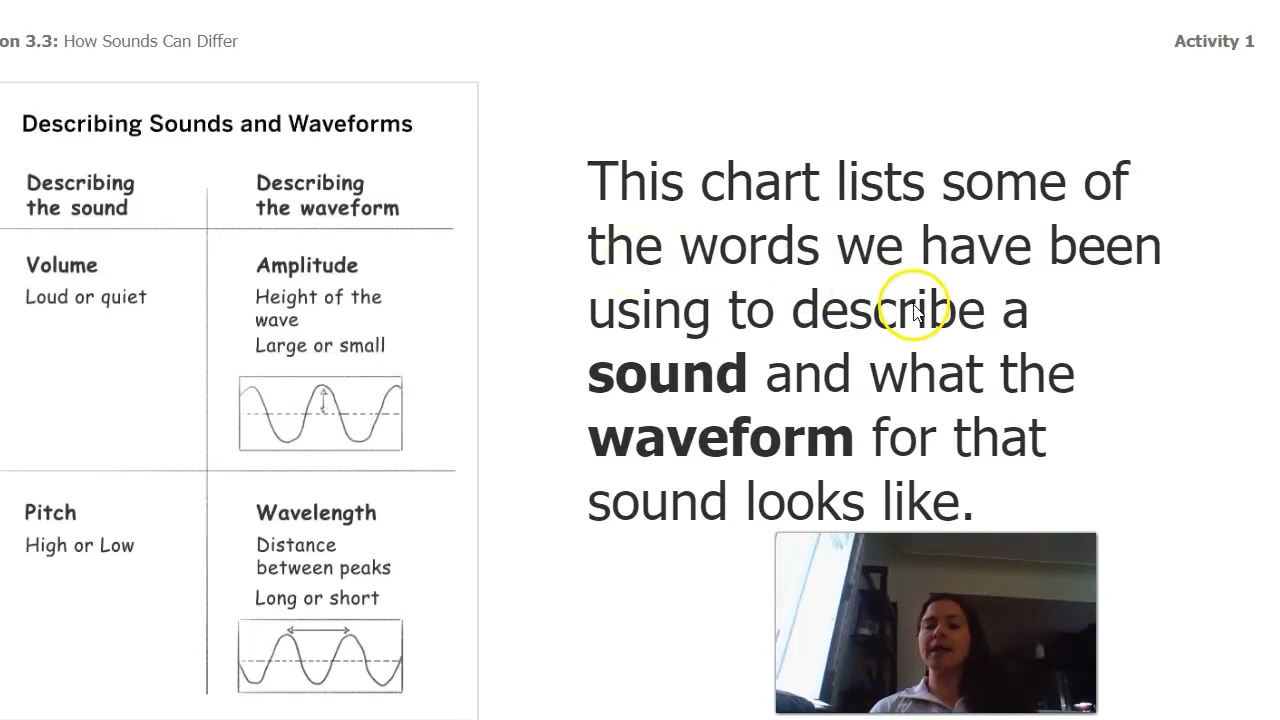 on 3.3: How Sounds Can Differ
Activity 1
Describing Sounds and Waveforms
Describing
the sound
Describing
the waveform
Volume
Loud or quiet
Amplitude
Height of the
wave
Large or small
Pitch
High or Low
Wavelength
Distance
between peaks
Long or short
This chart lists some of
the words we have been
using to describe a
sound and what the
waveform for that
sound looks like.